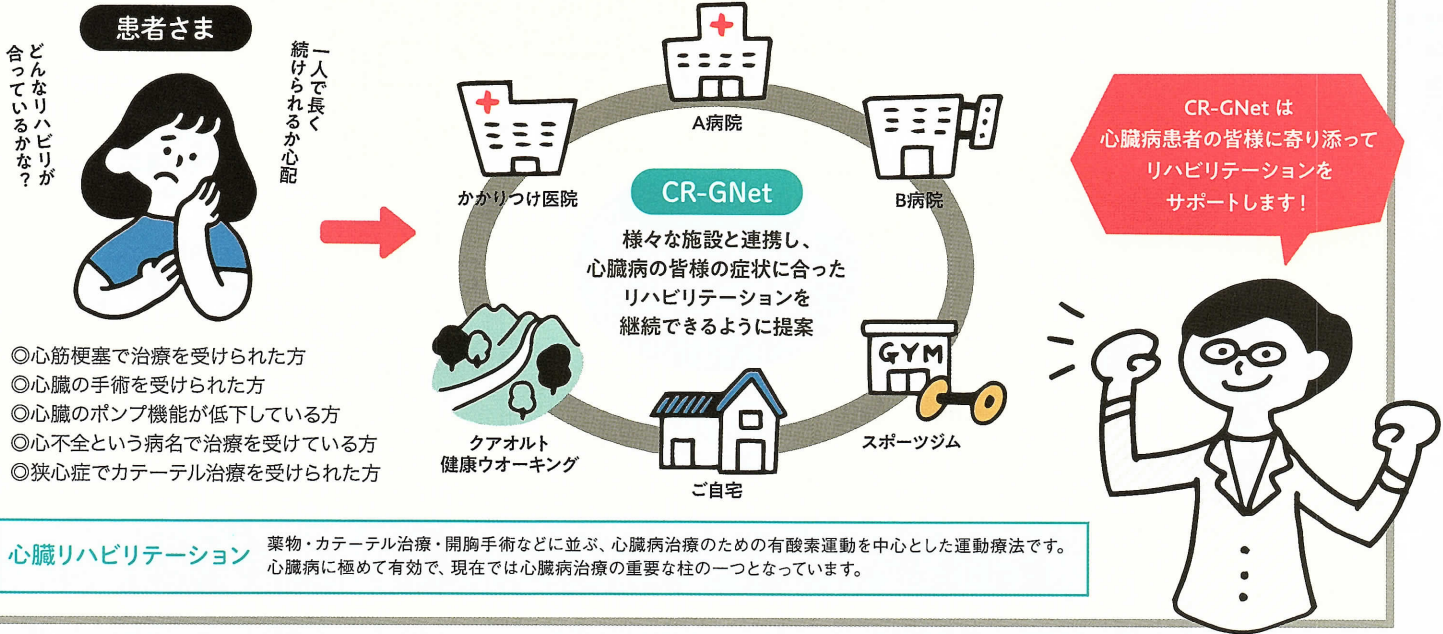 患者さま
一人で長く
続けられるか心配
どんなリハビリが
合っているかな？
◎心筋梗塞で治療を受けられた方
◎心臓の手術を受けられた方
◎心臓のポンプ機能が低下している方
◎心不全という病名で治療を受けている方
◎狭心症でカテーテル治療を受けられた方
A病院
かかりつけ医院
B病院
CR-GNet
様々な施設と連携し、
心臓病の皆様の症状に合った
リハビリテーションを
継続できるように提案
GYM
スポーツジム
クアオルト
健康ウオーキング
ご自宅
CR-GNet は
心臓病患者の皆様に寄り添って
リハビリテーションを
サポートします！
心臓リハビリテーション
薬物・カテーテル治療・開胸手術などに並ぶ、心臓病治療のための有酸素運動を中心とした運動療法です。
心臓病に極めて有効で、現在では心臓病治療の重要な柱の一つとなっています。